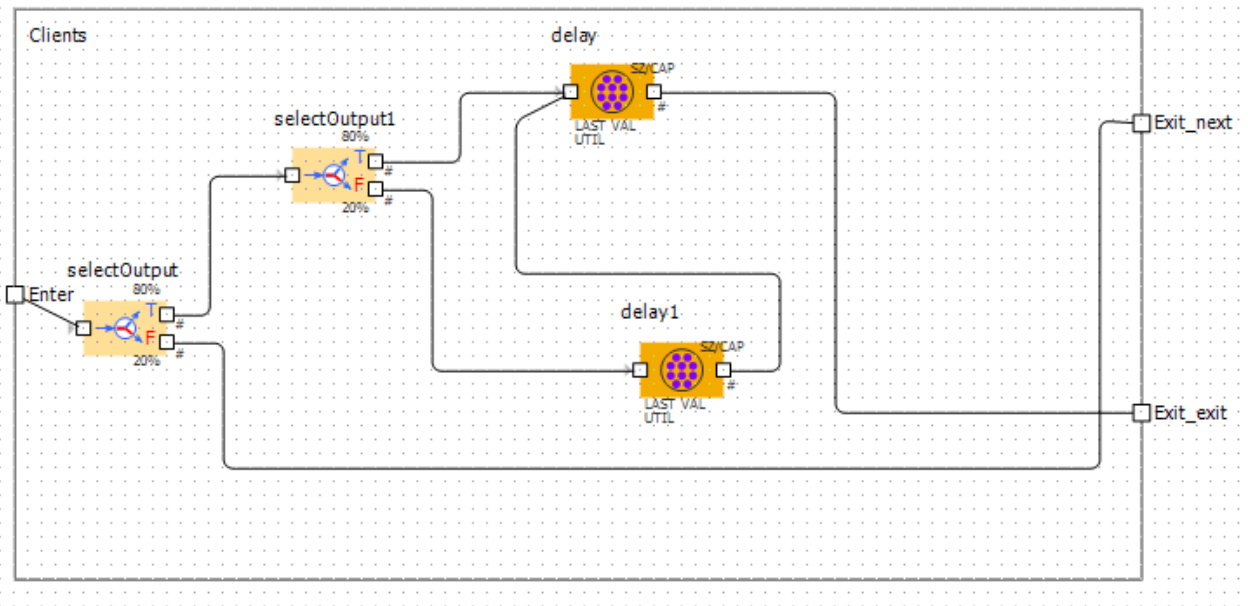 Clients
delay
SZ/CAP
#
LAST VAL
UTIL
selectOutput1
80%
T
#
F
#
20%
Exit_next
selectOutput
80%
Enter
T
#
F
#
20%
delay1
SZ/CAP
#
LAST VAL
UTIL
Exit_exit